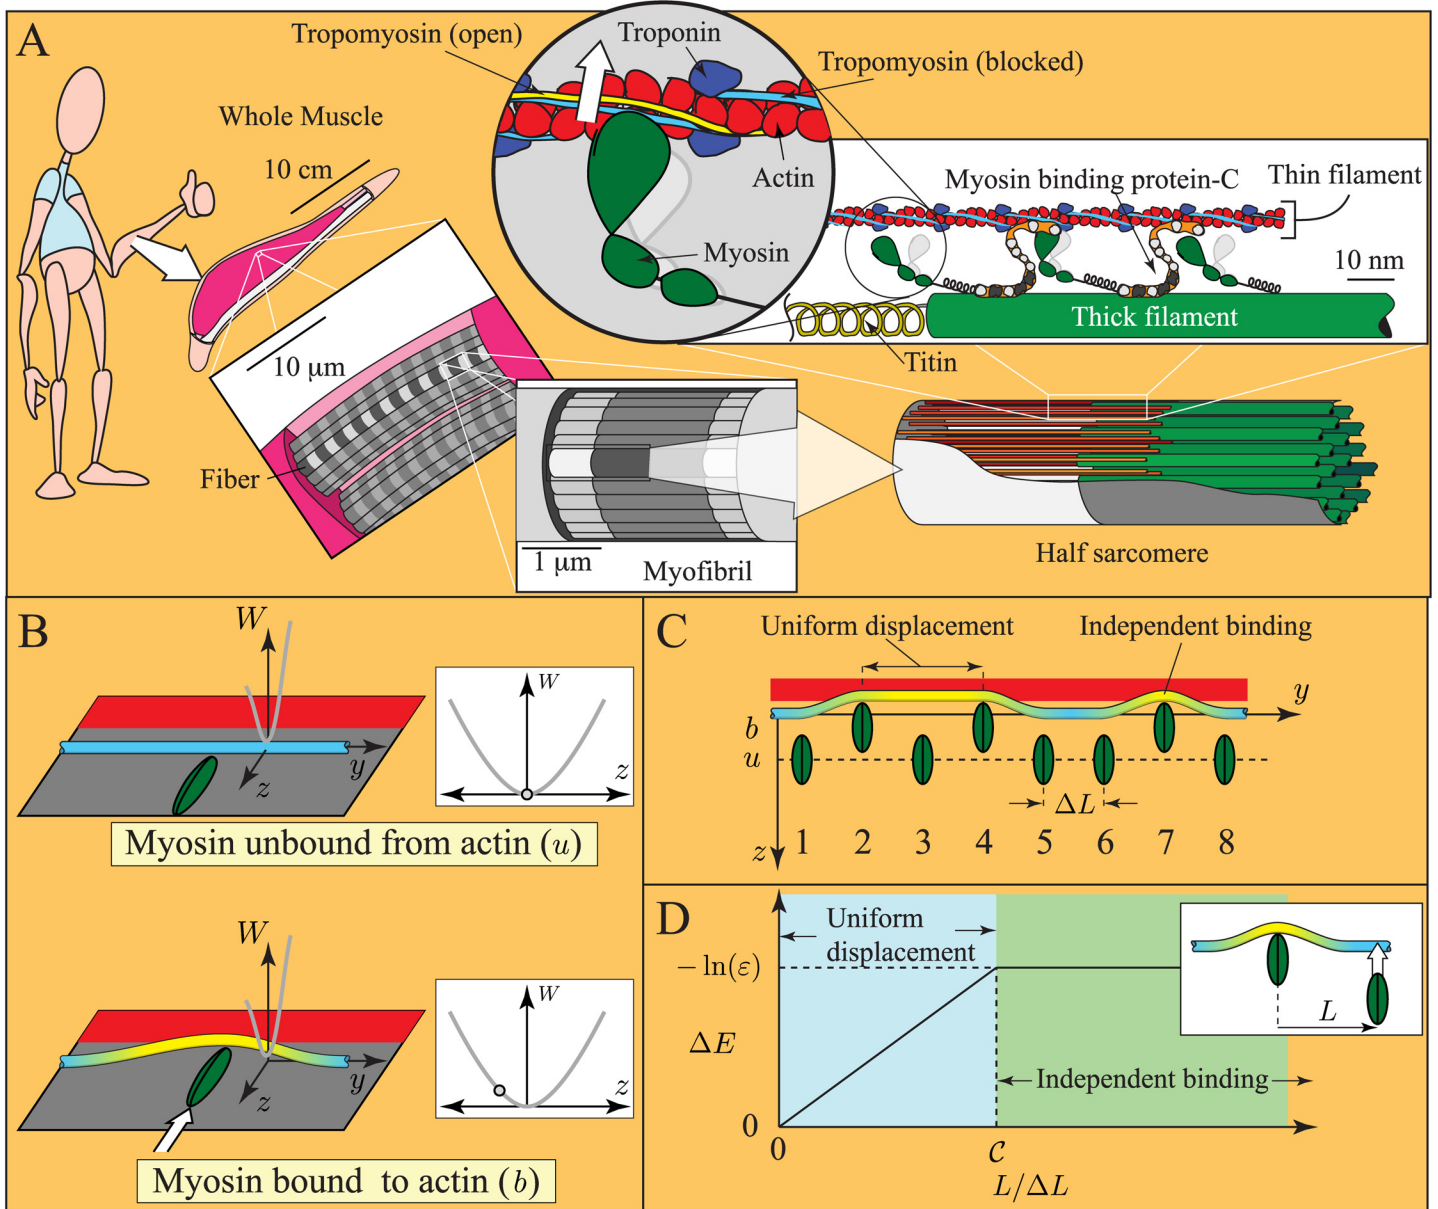 A
Tropomyosin (open)
Troponin
Tropomyosin (blocked)
Whole Muscle
10 cm
Actin
Myosin
Myosin binding protein-C
Thin filament
10 nm
Thick filament
Titin
10 μm
Fiber
1 μm
Myofibril
Half sarcomere
B
W
y
z
W
z
Myosin unbound from actin (u)
W
y
z
W
z
Myosin bound to actin (b)
C
Uniform displacement
Independent binding
y
b
u
ΔL
z
1 2 3 4 5 6 7 8
D
Uniform
displacement
− ln(ε)
L
ΔE
Independent binding
0
0
C
L/ΔL